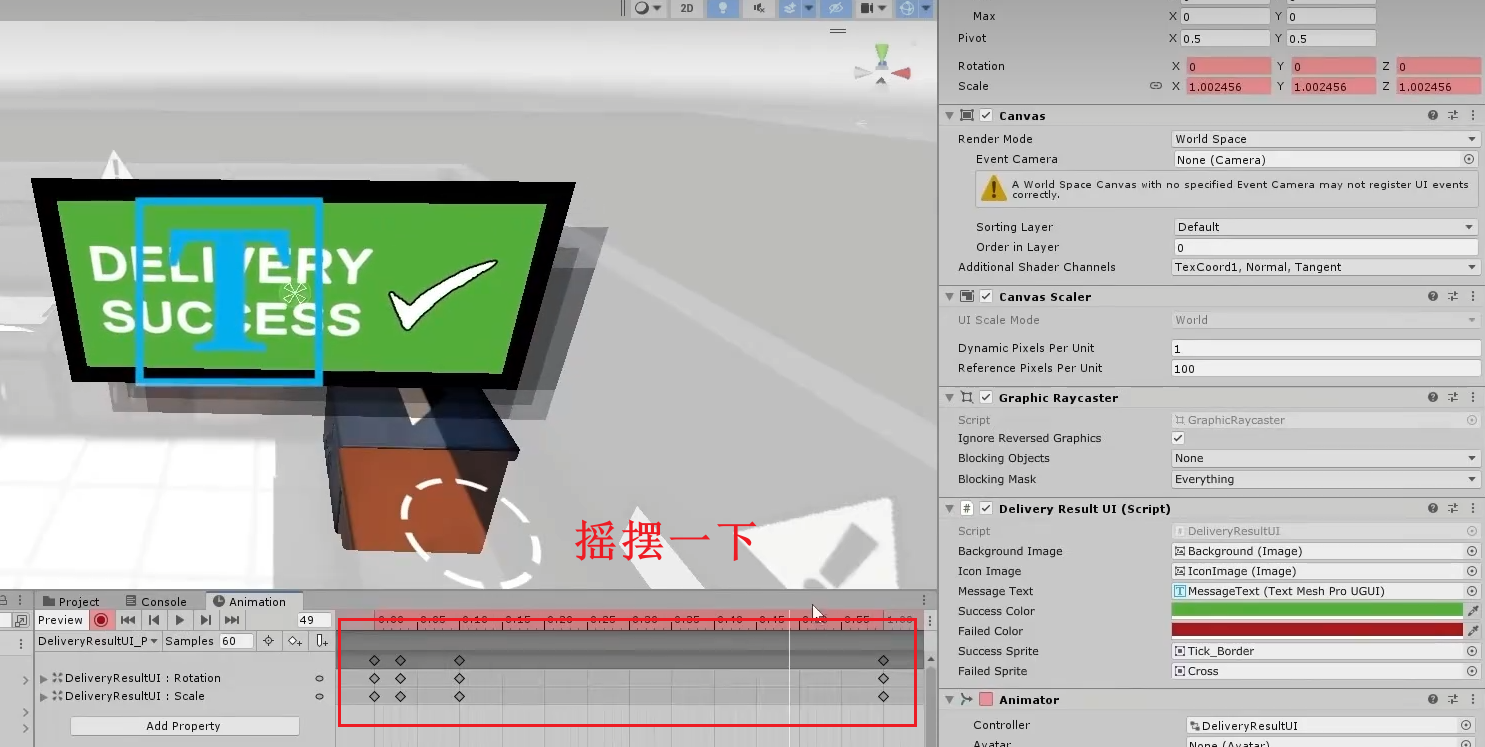 2D
Max X 0 Y 0
Pivot X 0.5 Y 0.5
Rotation X 0 Y 0 Z 0
Scale X 1.002456 Y 1.002456 Z 1.002456
Canvas
Render Mode World Space
Event Camera None (Camera)
A World Space Canvas with no specified Event Camera may not register UI events
correctly.
Sorting Layer Default
Order in Layer 0
Additional Shader Channels TexCoord1, Normal, Tangent
Canvas Scaler
UI Scale Mode World
Dynamic Pixels Per Unit 1
Reference Pixels Per Unit 100
Graphic Raycaster
Script GraphicRaycaster
Ignore Reversed Graphics
Blocking Objects None
Blocking Mask Everything
Delivery Result UI (Script)
Script # DeliveryResultUI
Background Image Background (Image)
Icon Image IconImage (Image)
Message Text MessageText (Text Mesh Pro UGUI)
Success Color
Failed Color
Success Sprite Tick_Border
Failed Sprite Cross
Animator
Controller DeliveryResultUI
Avatar None (Avatar)
DELIVERY
SUCCESS
T
摇摆一下
Project Console Animation
Preview 49 0:00 0:05 0:10 0:15 0:20 0:25 0:30 0:35 0:40 0:45 0:55 1:00
DeliveryResultUI_P Samples 60
DeliveryResultUI : Rotation
DeliveryResultUI : Scale
Add Property